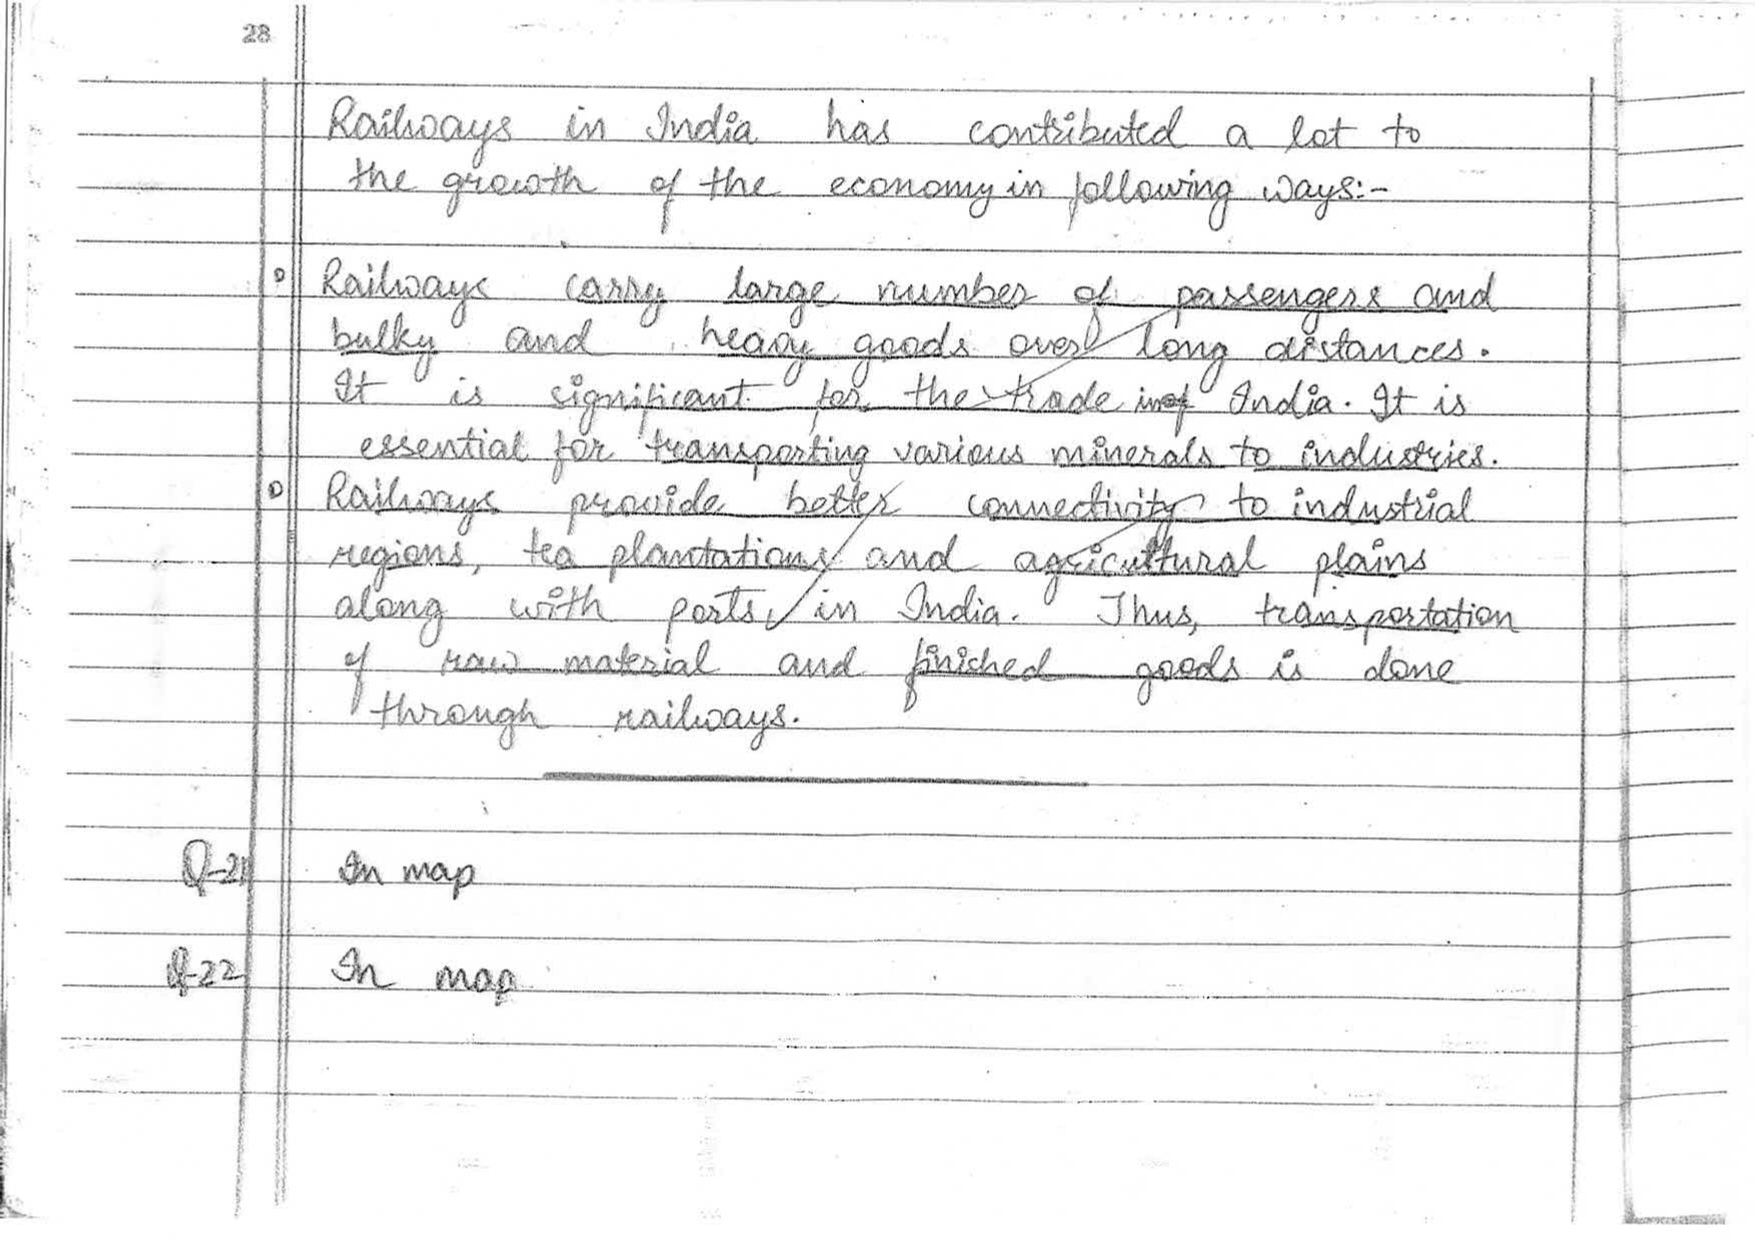 28
Railways in India has contributed a lot to
the growth of the economy in following ways:-
Railways carry large number of passengers and
bulky and heavy goods over long distances.
It is significant for the trade of India. It is
essential for transporting various minerals to industries.
Railways provide better connectivity to industrial
regions, tea plantations and agricultural plains
along with ports, in India. Thus, transportation
of raw material and finished goods is done
through railways.
Q-21 In map
Q-22 In map